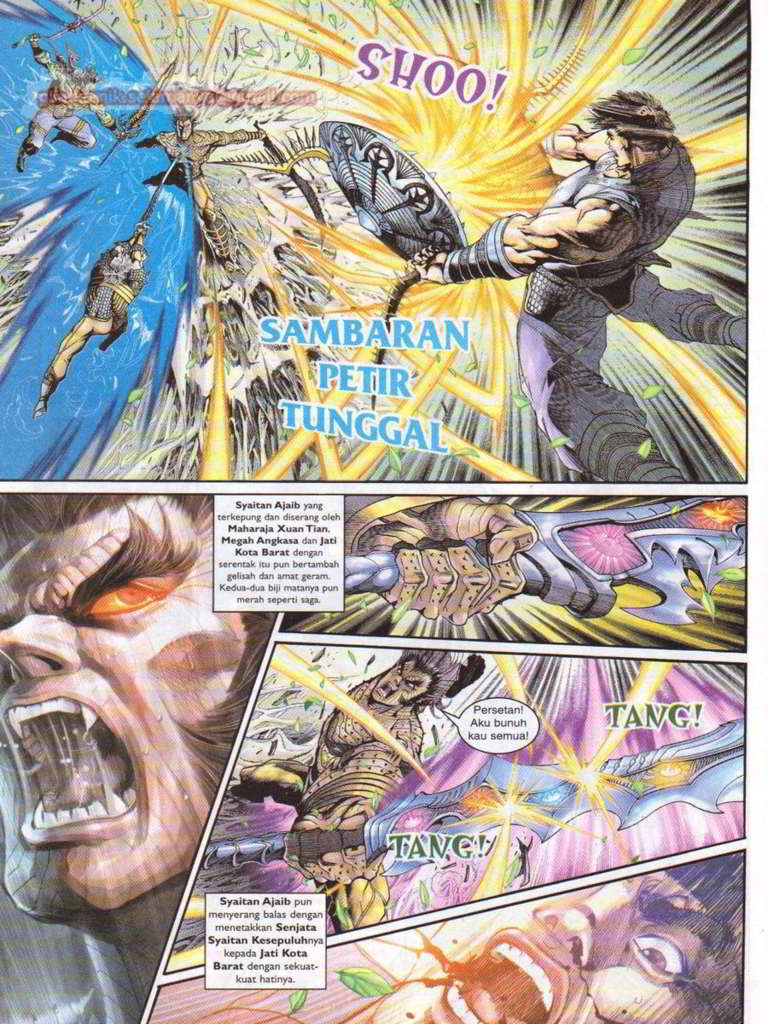 SHOO!
SAMBARAN
PETIR
TUNGGAL
Syaitan Ajaib yang
terkepung dan diserang oleh
Maharaja Xuan Tian,
Megah Angkasa dan Jati
Kota Barat dengan
serentak itu pun bertambah
gelisah dan amat geram.
Kedua-dua biji matanya pun
merah seperti saga.
Persetan!
Aku bunuh
kau semua!
TANG!
TANG!
Syaitan Ajaib pun
menyerang balas dengan
menetakkan Senjata
Syaitan Kesepuluhnya
kepada Jati Kota
Barat dengan sekuat-
kuat hatinya.